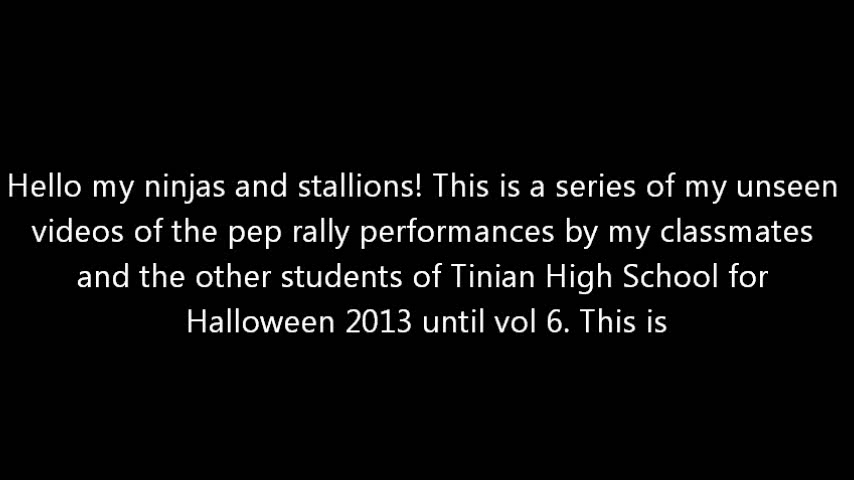 Hello my ninjas and stallions! This is a series of my unseen
videos of the pep rally performances by my classmates
and the other students of Tinian High School for
Halloween 2013 until vol 6. This is